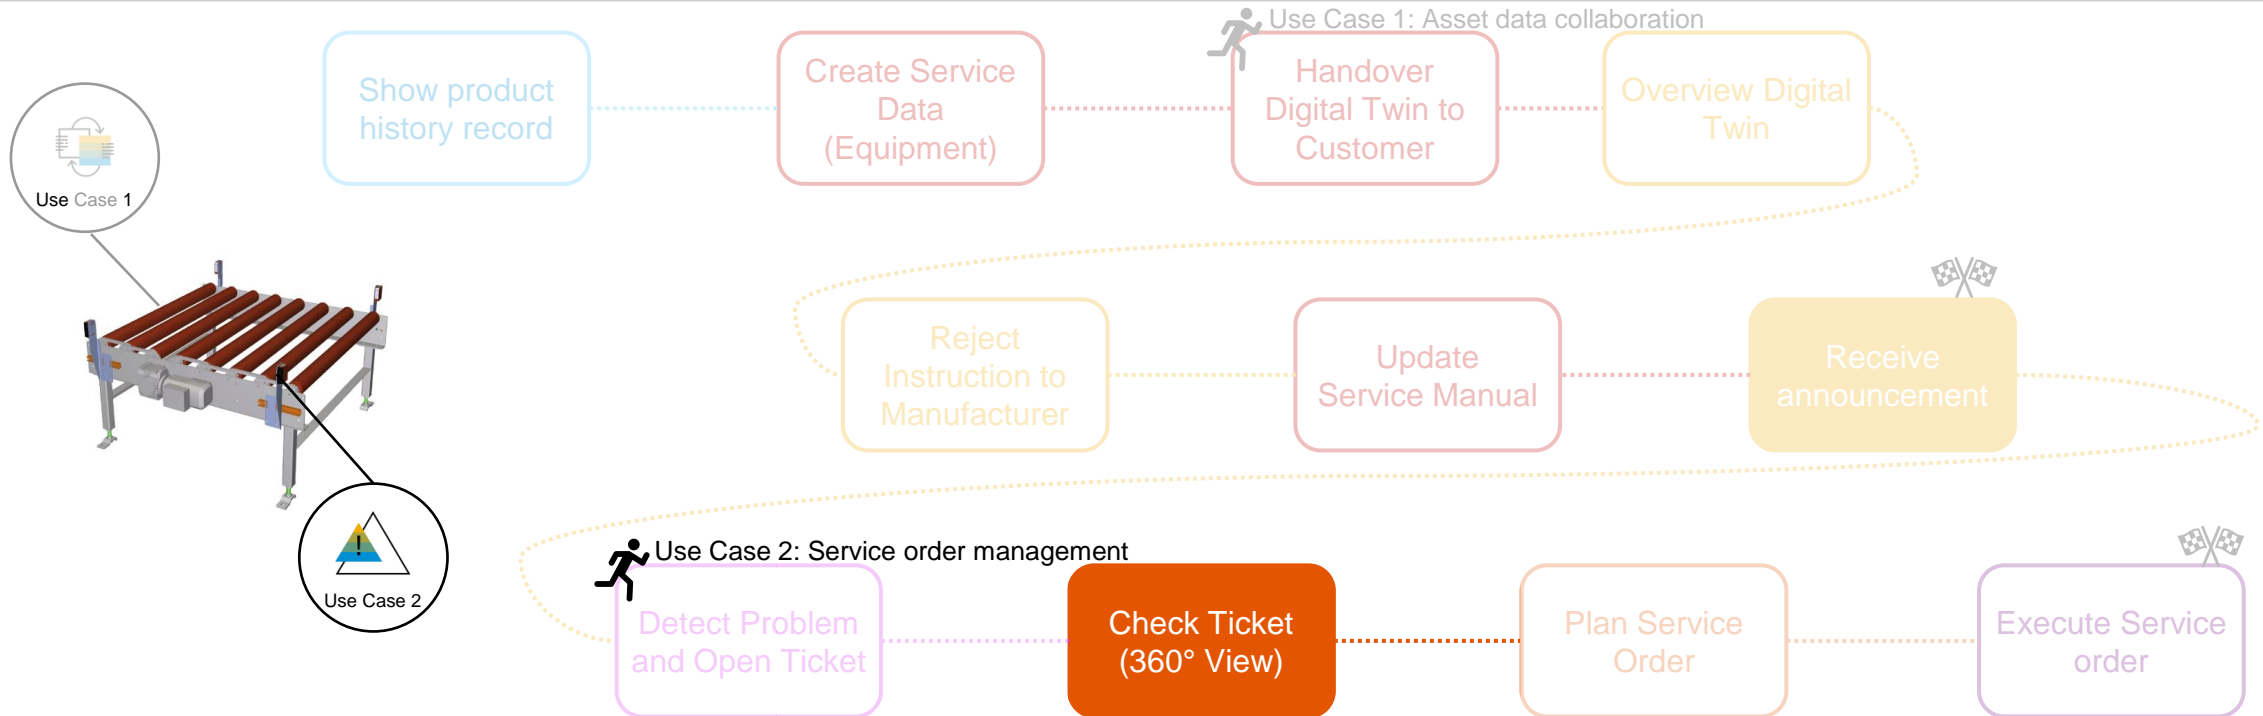 Use Case 1: Asset data collaboration
Show product
history record
Create Service
Data
(Equipment)
Handover
Digital Twin to
Customer
Overview Digital
Twin
Use Case 1
Reject
Instruction to
Manufacturer
Update
Service Manual
Receive
announcement
Use Case 2
Use Case 2: Service order management
Detect Problem
and Open Ticket
Check Ticket
(360° View)
Plan Service
Order
Execute Service
order